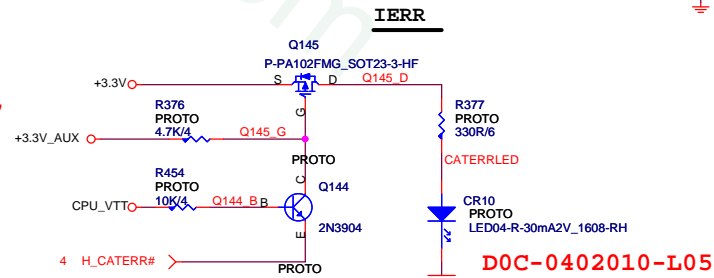 IERR
Q145
P-PA102FMG_SOT23-3-HF
+3.3V
S
D
Q145_D
G
R376
PROTO
4.7K/4
+3.3V_AUX
Q145_G
R377
PROTO
330R/6
PROTO
CATERRLED
R454
PROTO
10K/4
CPU_VTT
Q144_B
B
C
Q144
2N3904
E
CR10
PROTO
LED04-R-30mA2V_1608-RH
4 H_CATERR#
PROTO
D0C-0402010-L05